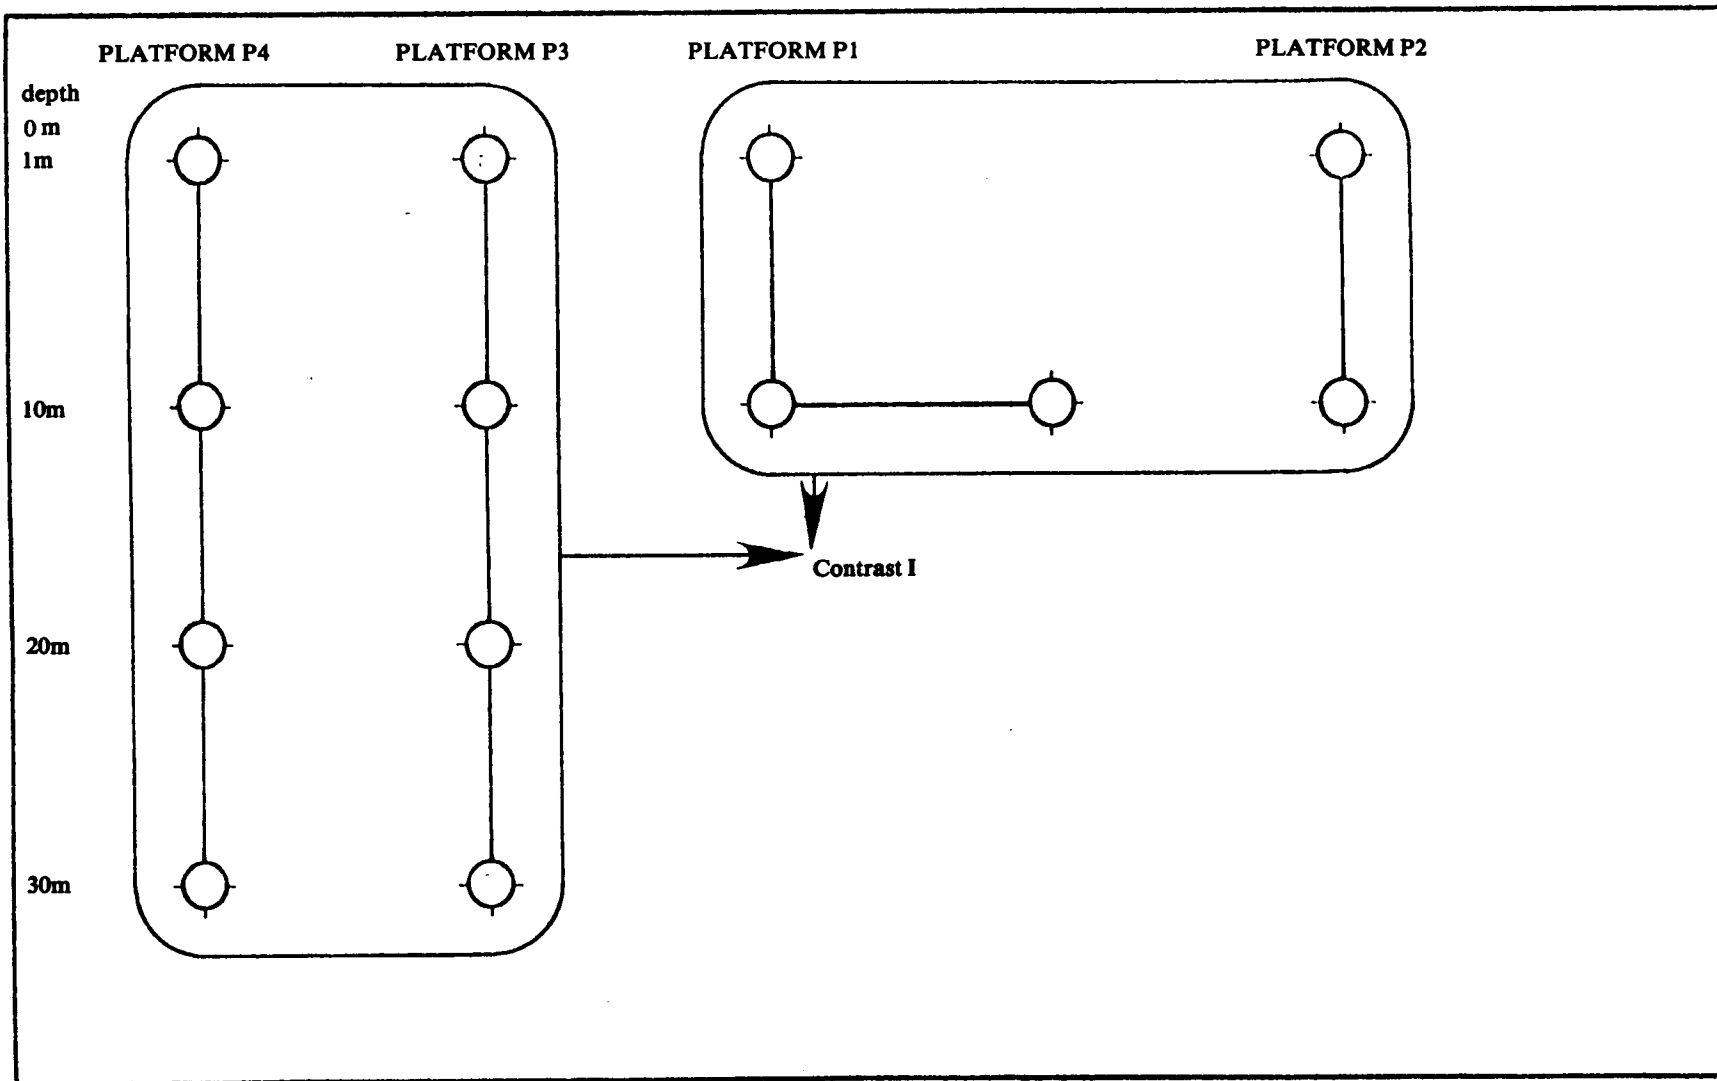 PLATFORM P4
PLATFORM P3
PLATFORM P1
PLATFORM P2
depth
0 m
1m
10m
Contrast I
20m
30m